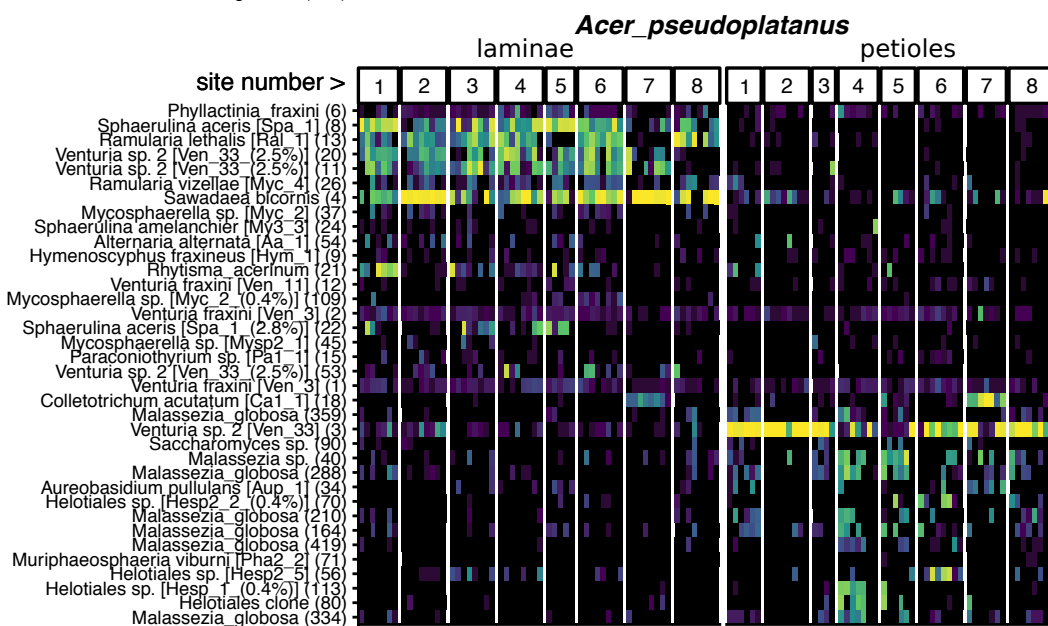 Acer_pseudoplatanus
laminae petioles
site number > 1 2 3 4 5 6 7 8 1 2 3 4 5 6 7 8
Phyllactinia_fraxini (6)
Sphaerulina aceris [Spa_1] (8)
Ramularia lethalis [Ral_1] (13)
Venturia sp. 2 [Ven_33_(2.5%)] (20)
Venturia sp. 2 [Ven_33_(2.5%)] (11)
Ramularia vizellae [Myc_4] (26)
Sawadaea bicornis (4)
Mycosphaerella sp. [Myc_2] (37)
Sphaerulina amelanchier [My3_3] (24)
Alternaria alternata [Aa_1] (54)
Hymenoscyphus fraxineus [Hym_1] (9)
Rhytisma_acerinum (21)
Venturia fraxini [Ven_11] (12)
Mycosphaerella sp. [Myc_2_(0.4%)] (109)
Venturia fraxini [Ven_3] (2)
Sphaerulina aceris [Spa_1_(2.8%)] (22)
Mycosphaerella sp. [Mysp2_1] (45)
Paraconiothyrium sp. [Pa1_1] (15)
Venturia sp. 2 [Ven_33_(2.5%)] (53)
Venturia fraxini [Ven_3] (1)
Colletotrichum acutatum [Ca1_1] (18)
Malassezia_globosa (359)
Venturia sp. 2 [Ven_33] (3)
Saccharomyces sp. (90)
Malassezia sp. (40)
Malassezia_globosa (288)
Aureobasidium pullulans [Aup_1] (34)
Helotiales sp. [Hesp2_2_(0.4%)] (70)
Malassezia_globosa (210)
Malassezia_globosa (164)
Malassezia_globosa (419)
Muriphaeosphaeria viburni [Pha2_2] (71)
Helotiales sp. [Hesp2_5] (56)
Helotiales sp. [Hesp_1_(0.4%)] (113)
Helotiales clone (80)
Malassezia_globosa (334)